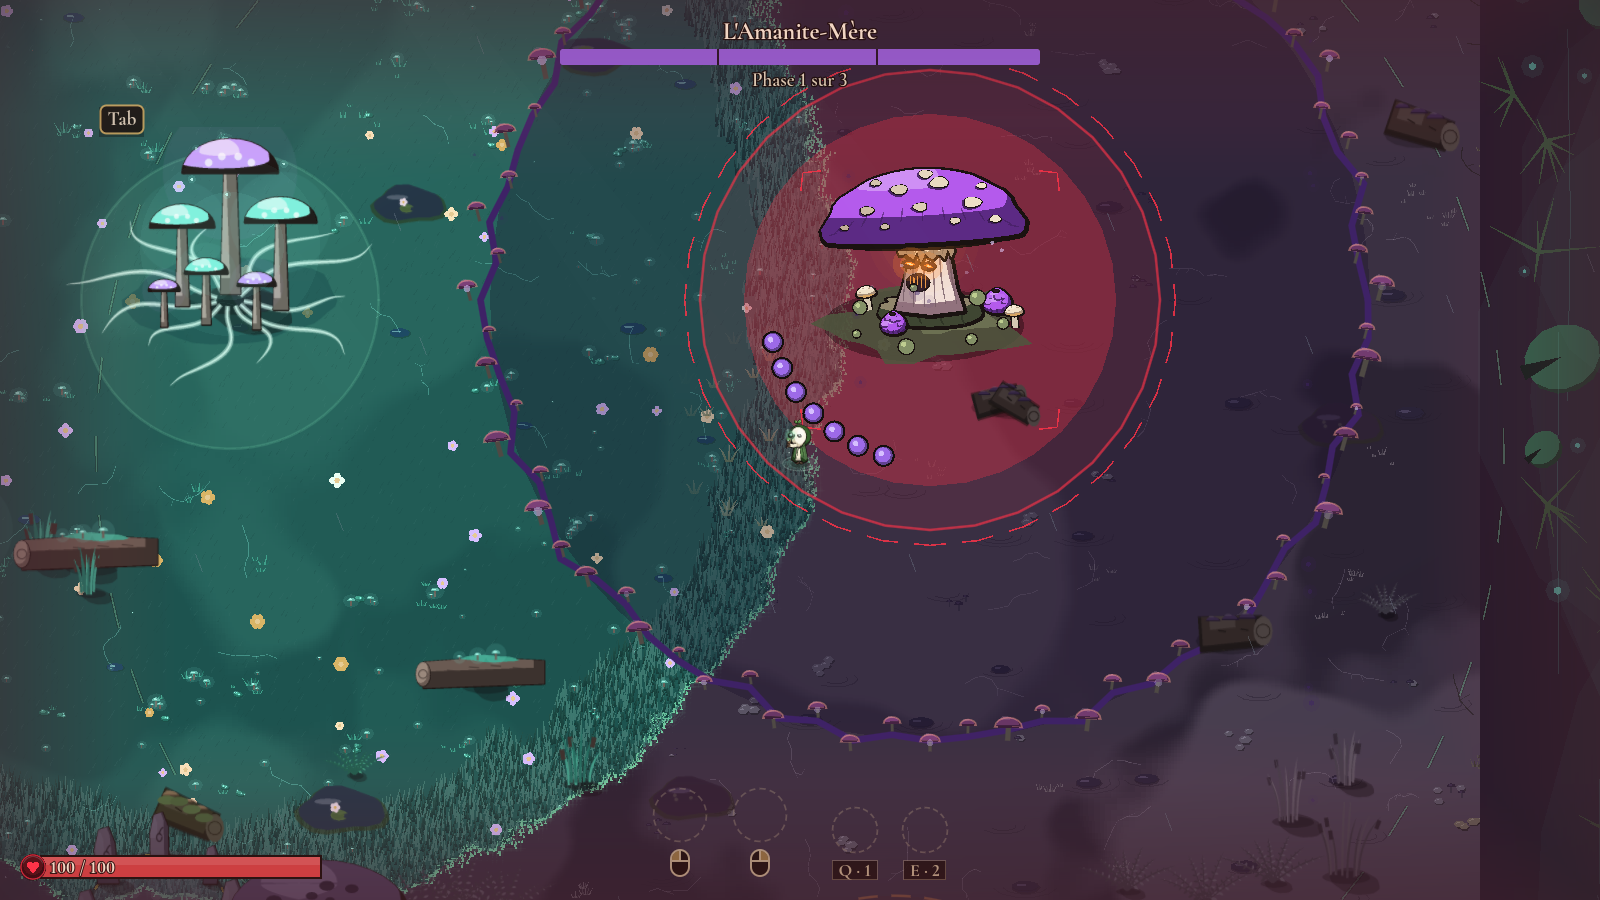 L'Amanite-Mère
Phase 1 sur 3
Tab
100 / 100
Q · 1
E · 2